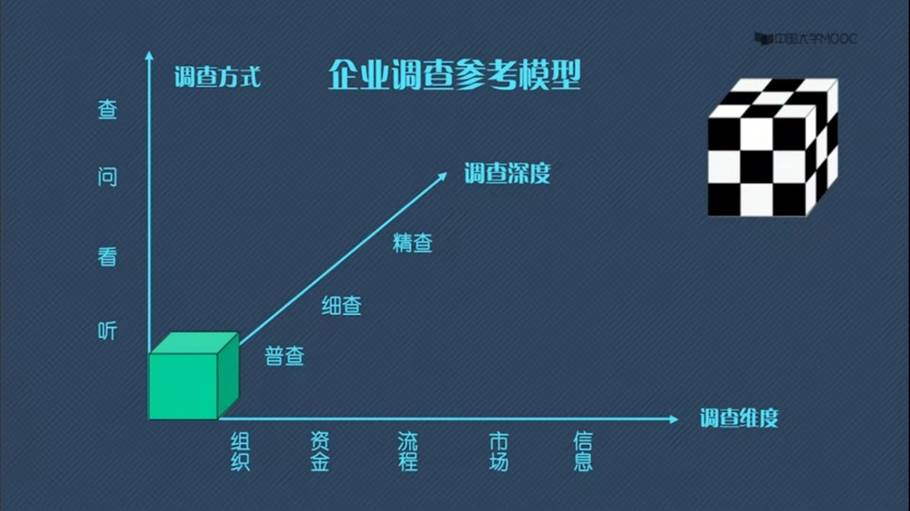 中国大学MOOC
企业调查参考模型
调查方式
查
问
看
听
调查深度
精查
细查
普查
调查维度
组织
资金
流程
市场
信息